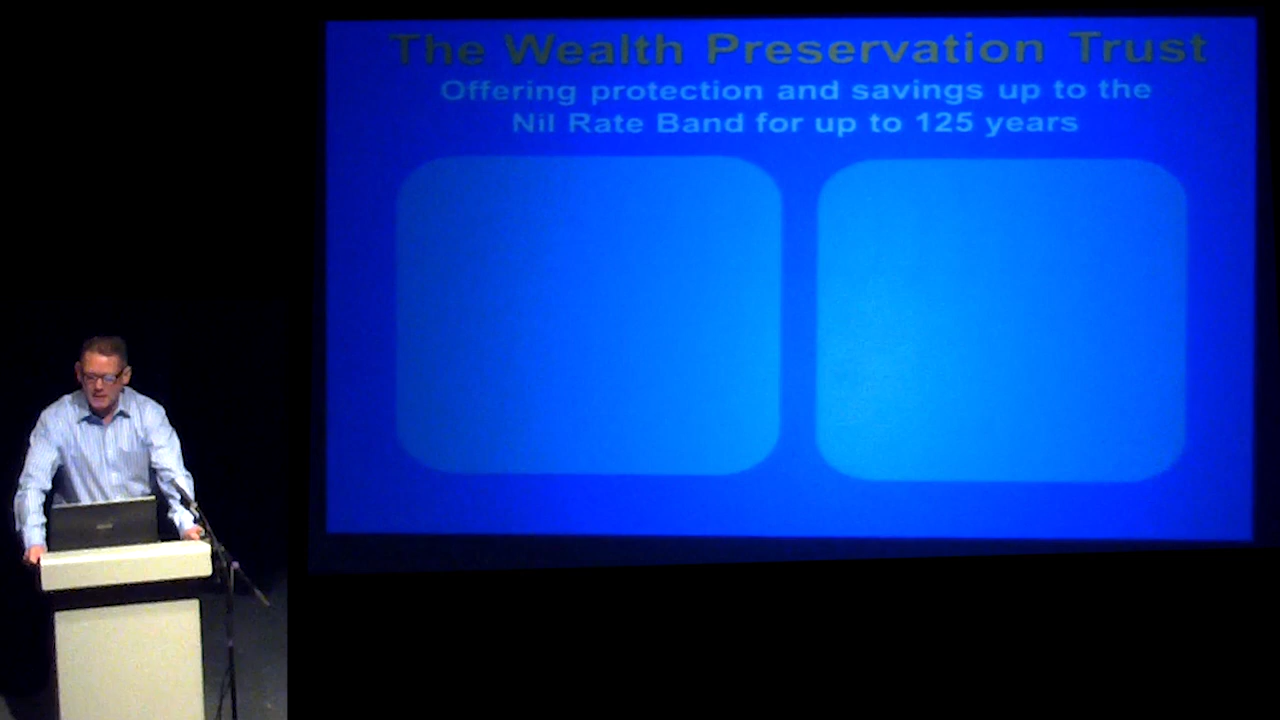 The Wealth Preservation Trust
Offering protection and savings up to the
Nil Rate Band for up to 125 years